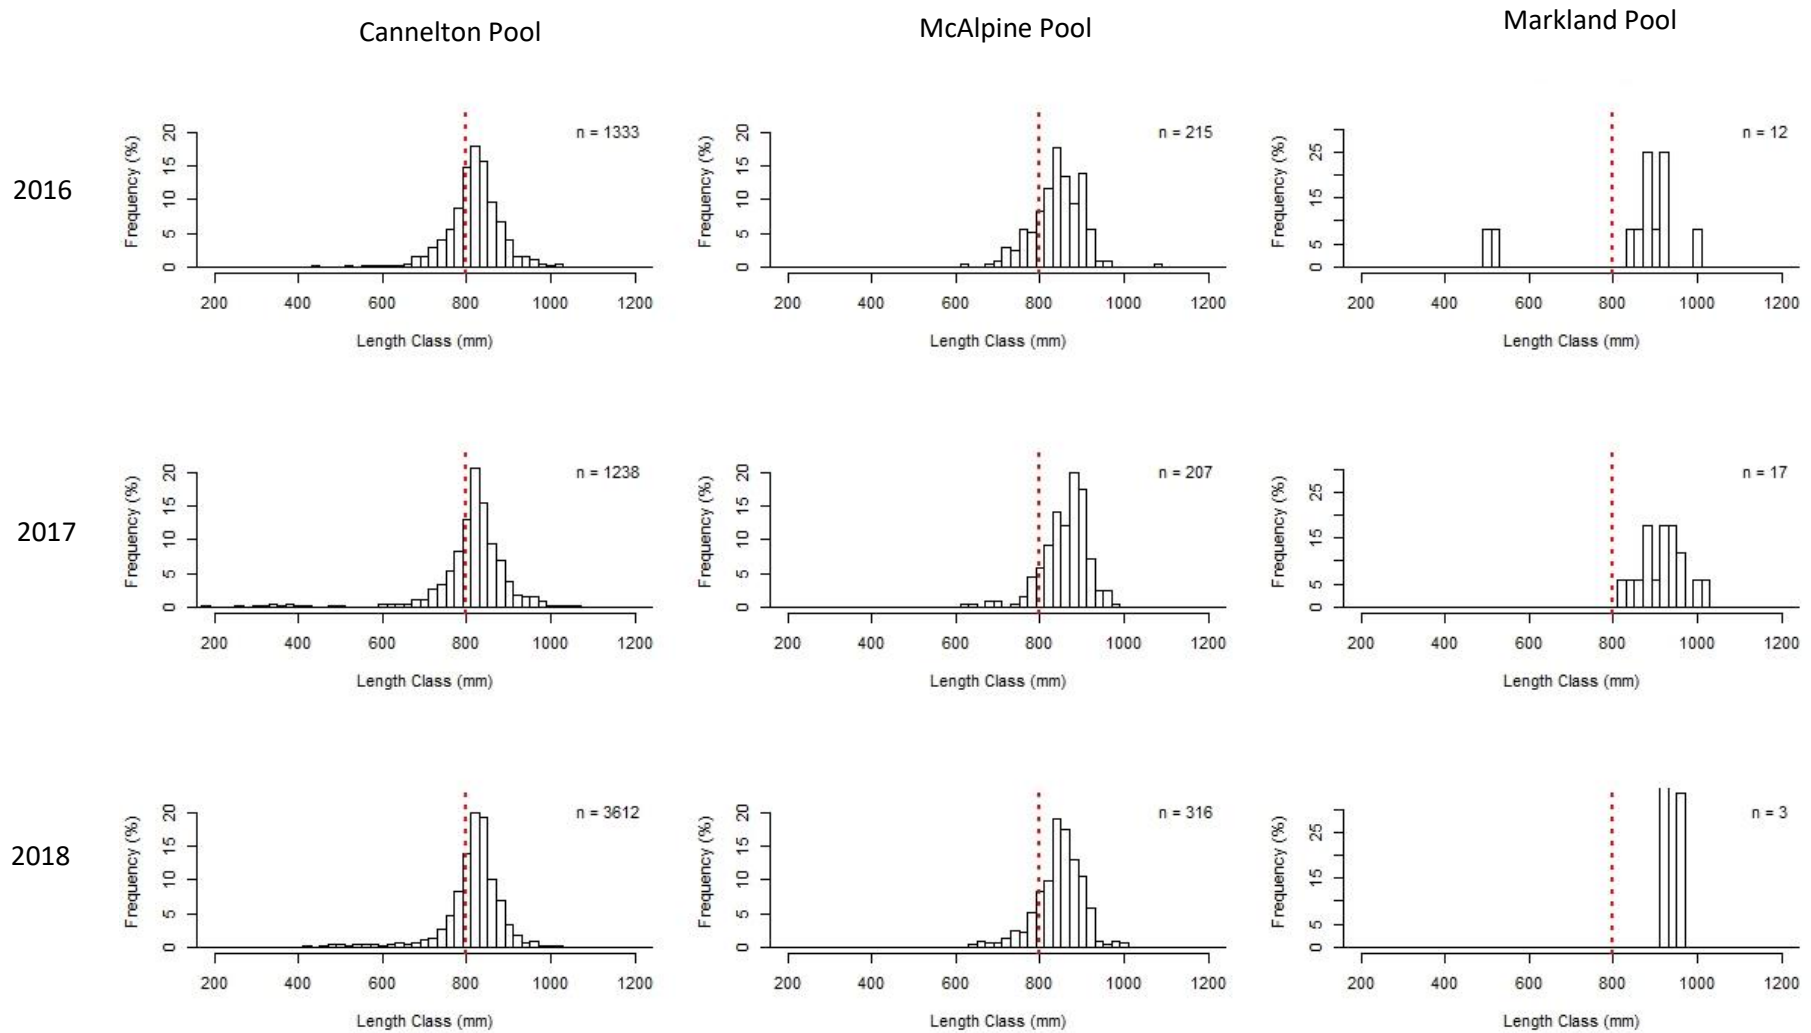 Cannelton Pool
McAlpine Pool
Markland Pool
2016
Frequency (%)
0 5 10 15 20
n = 1333
200 400 600 800 1000 1200
Length Class (mm)
Frequency (%)
0 5 10 15 20
n = 215
200 400 600 800 1000 1200
Length Class (mm)
Frequency (%)
0 5 15 25
n = 12
200 400 600 800 1000 1200
Length Class (mm)
2017
Frequency (%)
0 5 10 15 20
n = 1238
200 400 600 800 1000 1200
Length Class (mm)
Frequency (%)
0 5 10 15 20
n = 207
200 400 600 800 1000 1200
Length Class (mm)
Frequency (%)
0 5 15 25
n = 17
200 400 600 800 1000 1200
Length Class (mm)
2018
Frequency (%)
0 5 10 15 20
n = 3612
200 400 600 800 1000 1200
Length Class (mm)
Frequency (%)
0 5 10 15 20
n = 316
200 400 600 800 1000 1200
Length Class (mm)
Frequency (%)
0 5 15 25
n = 3
200 400 600 800 1000 1200
Length Class (mm)